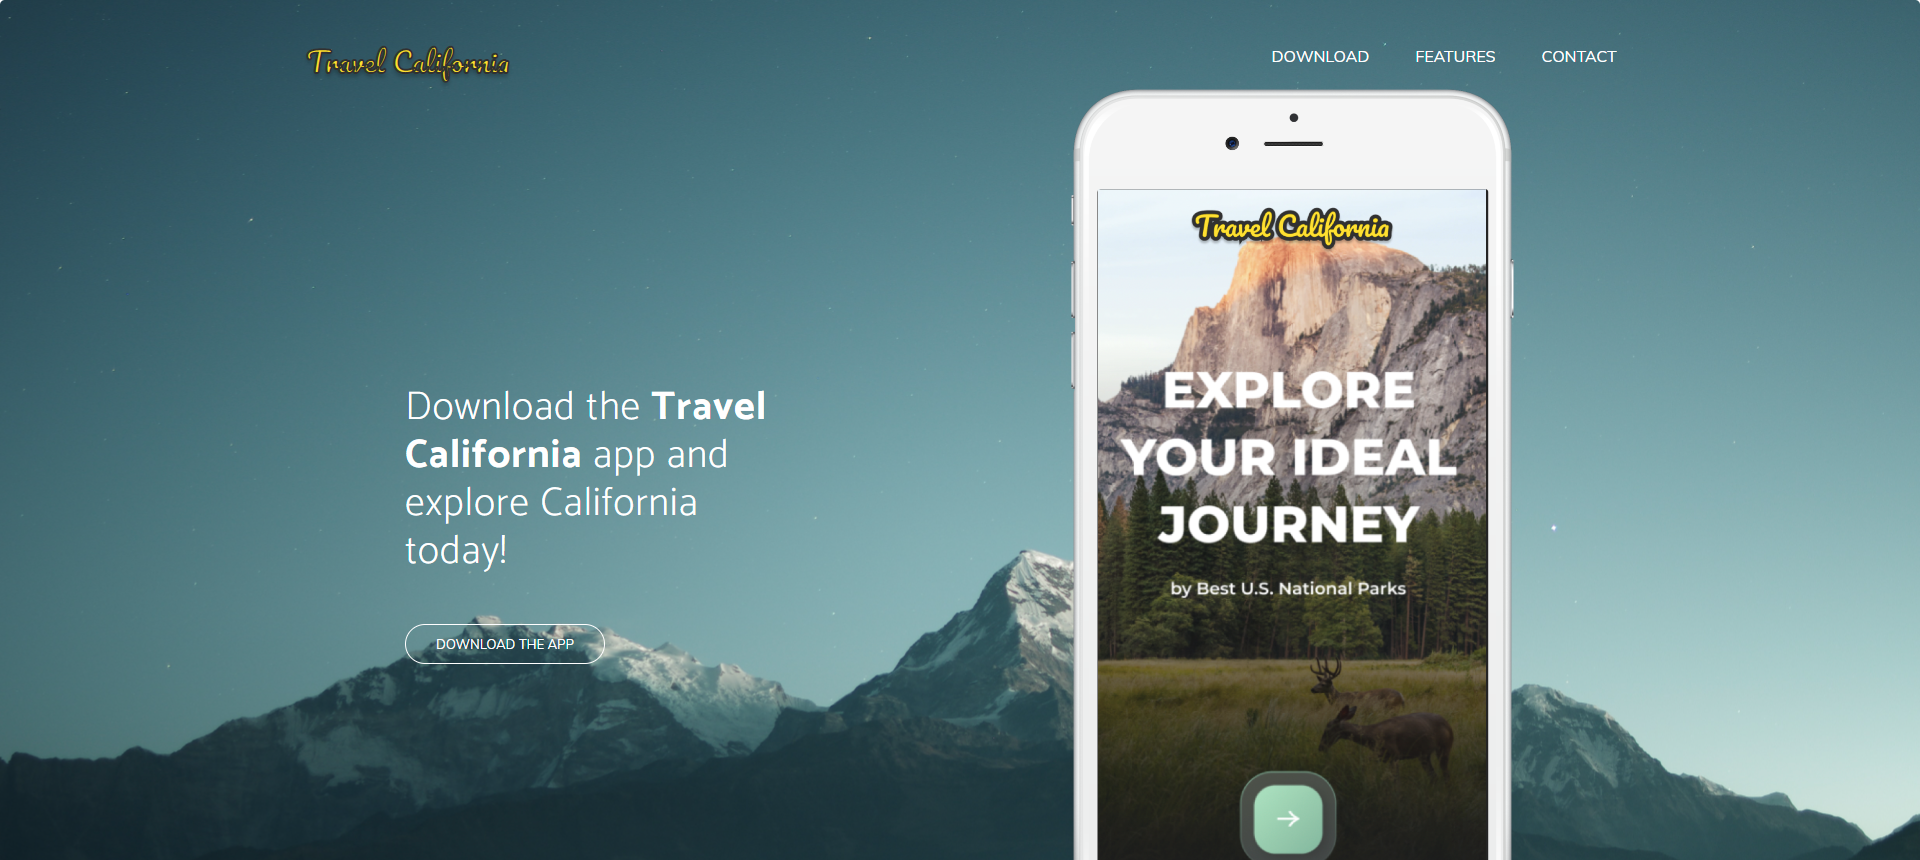 Travel California
DOWNLOAD
FEATURES
CONTACT
Download the Travel
California app and
explore California
today!
DOWNLOAD THE APP
Travel California
EXPLORE
YOUR IDEAL
JOURNEY
by Best U.S. National Parks